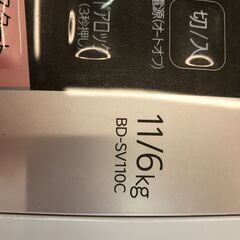 切/入
電源(オートオフ)
ドアロック
(3秒押し)
11/6kg
BD-SV110C